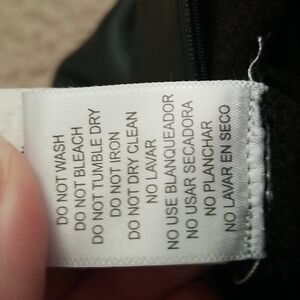 DO NOT WASH
DO NOT BLEACH
DO NOT TUMBLE DRY
DO NOT IRON
DO NOT DRY CLEAN
NO LAVAR
NO USE BLANQUEADOR
NO USAR SECADORA
NO PLANCHAR
NO LAVAR EN SECO